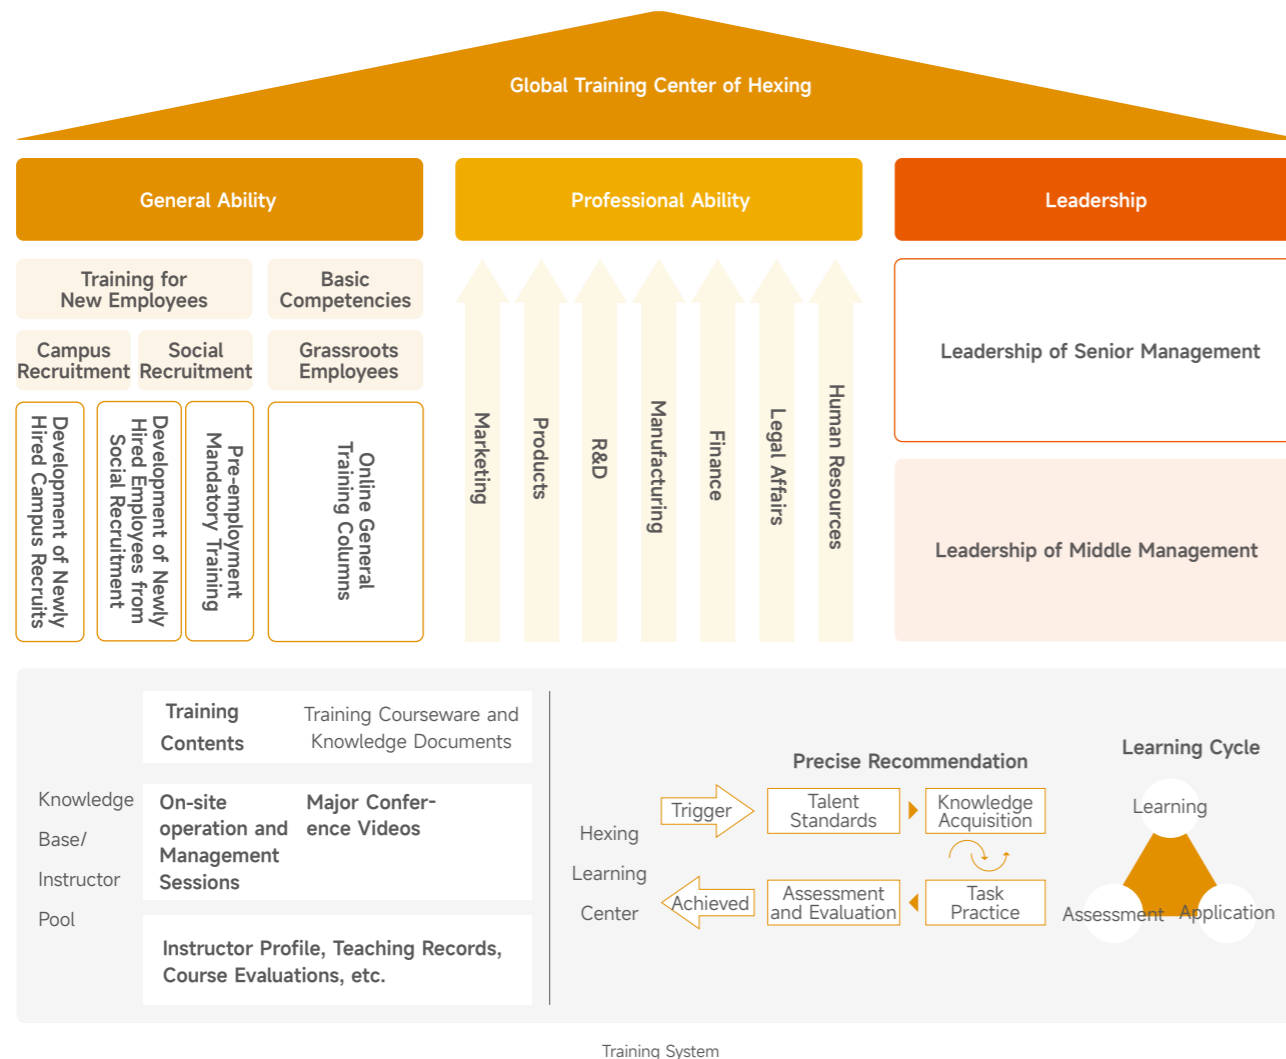 Global Training Center of Hexing
General Ability
Professional Ability
Leadership
Training for
New Employees
Basic
Competencies
Campus
Recruitment
Social
Recruitment
Grassroots
Employees
Development of Newly
Hired Campus Recruits
Development of Newly
Hired Employees from
Social Recruitment
Pre-employment
Mandatory Training
Online General
Training Columns
Marketing
Products
R&D
Manufacturing
Finance
Legal Affairs
Human Resources
Leadership of Senior Management
Leadership of Middle Management
Knowledge
Base/
Instructor
Pool
Training
Contents
Training Courseware and
Knowledge Documents
On-site
operation and
Management
Sessions
Major Confer-
ence Videos
Instructor Profile, Teaching Records,
Course Evaluations, etc.
Hexing
Learning
Center
Precise Recommendation
Trigger
Talent
Standards
Knowledge
Acquisition
Achieved
Assessment
and Evaluation
Task
Practice
Learning Cycle
Learning
Assessment
Application
Training System